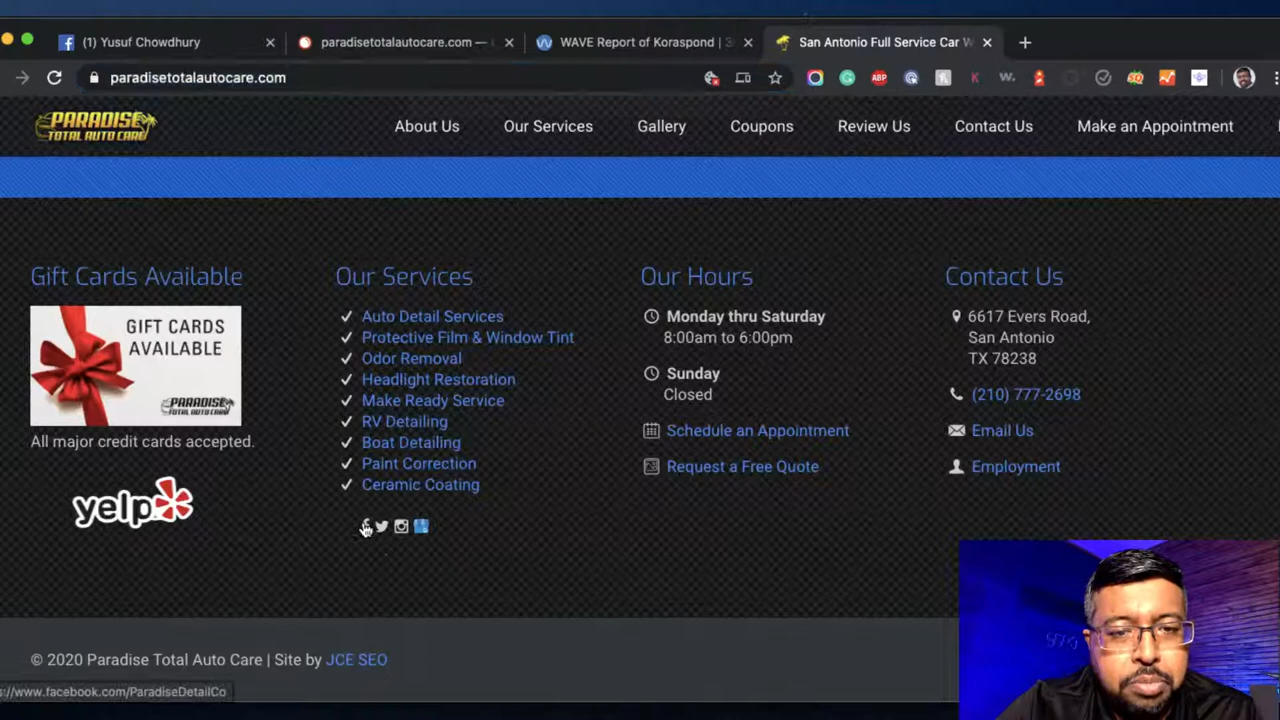 (1) Yusuf Chowdhury
paradisetotalautocare.com —
WAVE Report of Koraspond |
San Antonio Full Service Car W
paradisetotalautocare.com
ABP
PARADISE
TOTAL AUTO CARE
About Us
Our Services
Gallery
Coupons
Review Us
Contact Us
Make an Appointment
Gift Cards Available
GIFT CARDS
AVAILABLE
PARADISE
TOTAL AUTO CARE
All major credit cards accepted.
yelp
Our Services
Auto Detail Services
Protective Film & Window Tint
Odor Removal
Headlight Restoration
Make Ready Service
RV Detailing
Boat Detailing
Paint Correction
Ceramic Coating
Our Hours
Monday thru Saturday
8:00am to 6:00pm
Sunday
Closed
Schedule an Appointment
Request a Free Quote
Contact Us
6617 Evers Road,
San Antonio
TX 78238
(210) 777-2698
Email Us
Employment
© 2020 Paradise Total Auto Care | Site by JCE SEO
s://www.facebook.com/ParadiseDetailCo